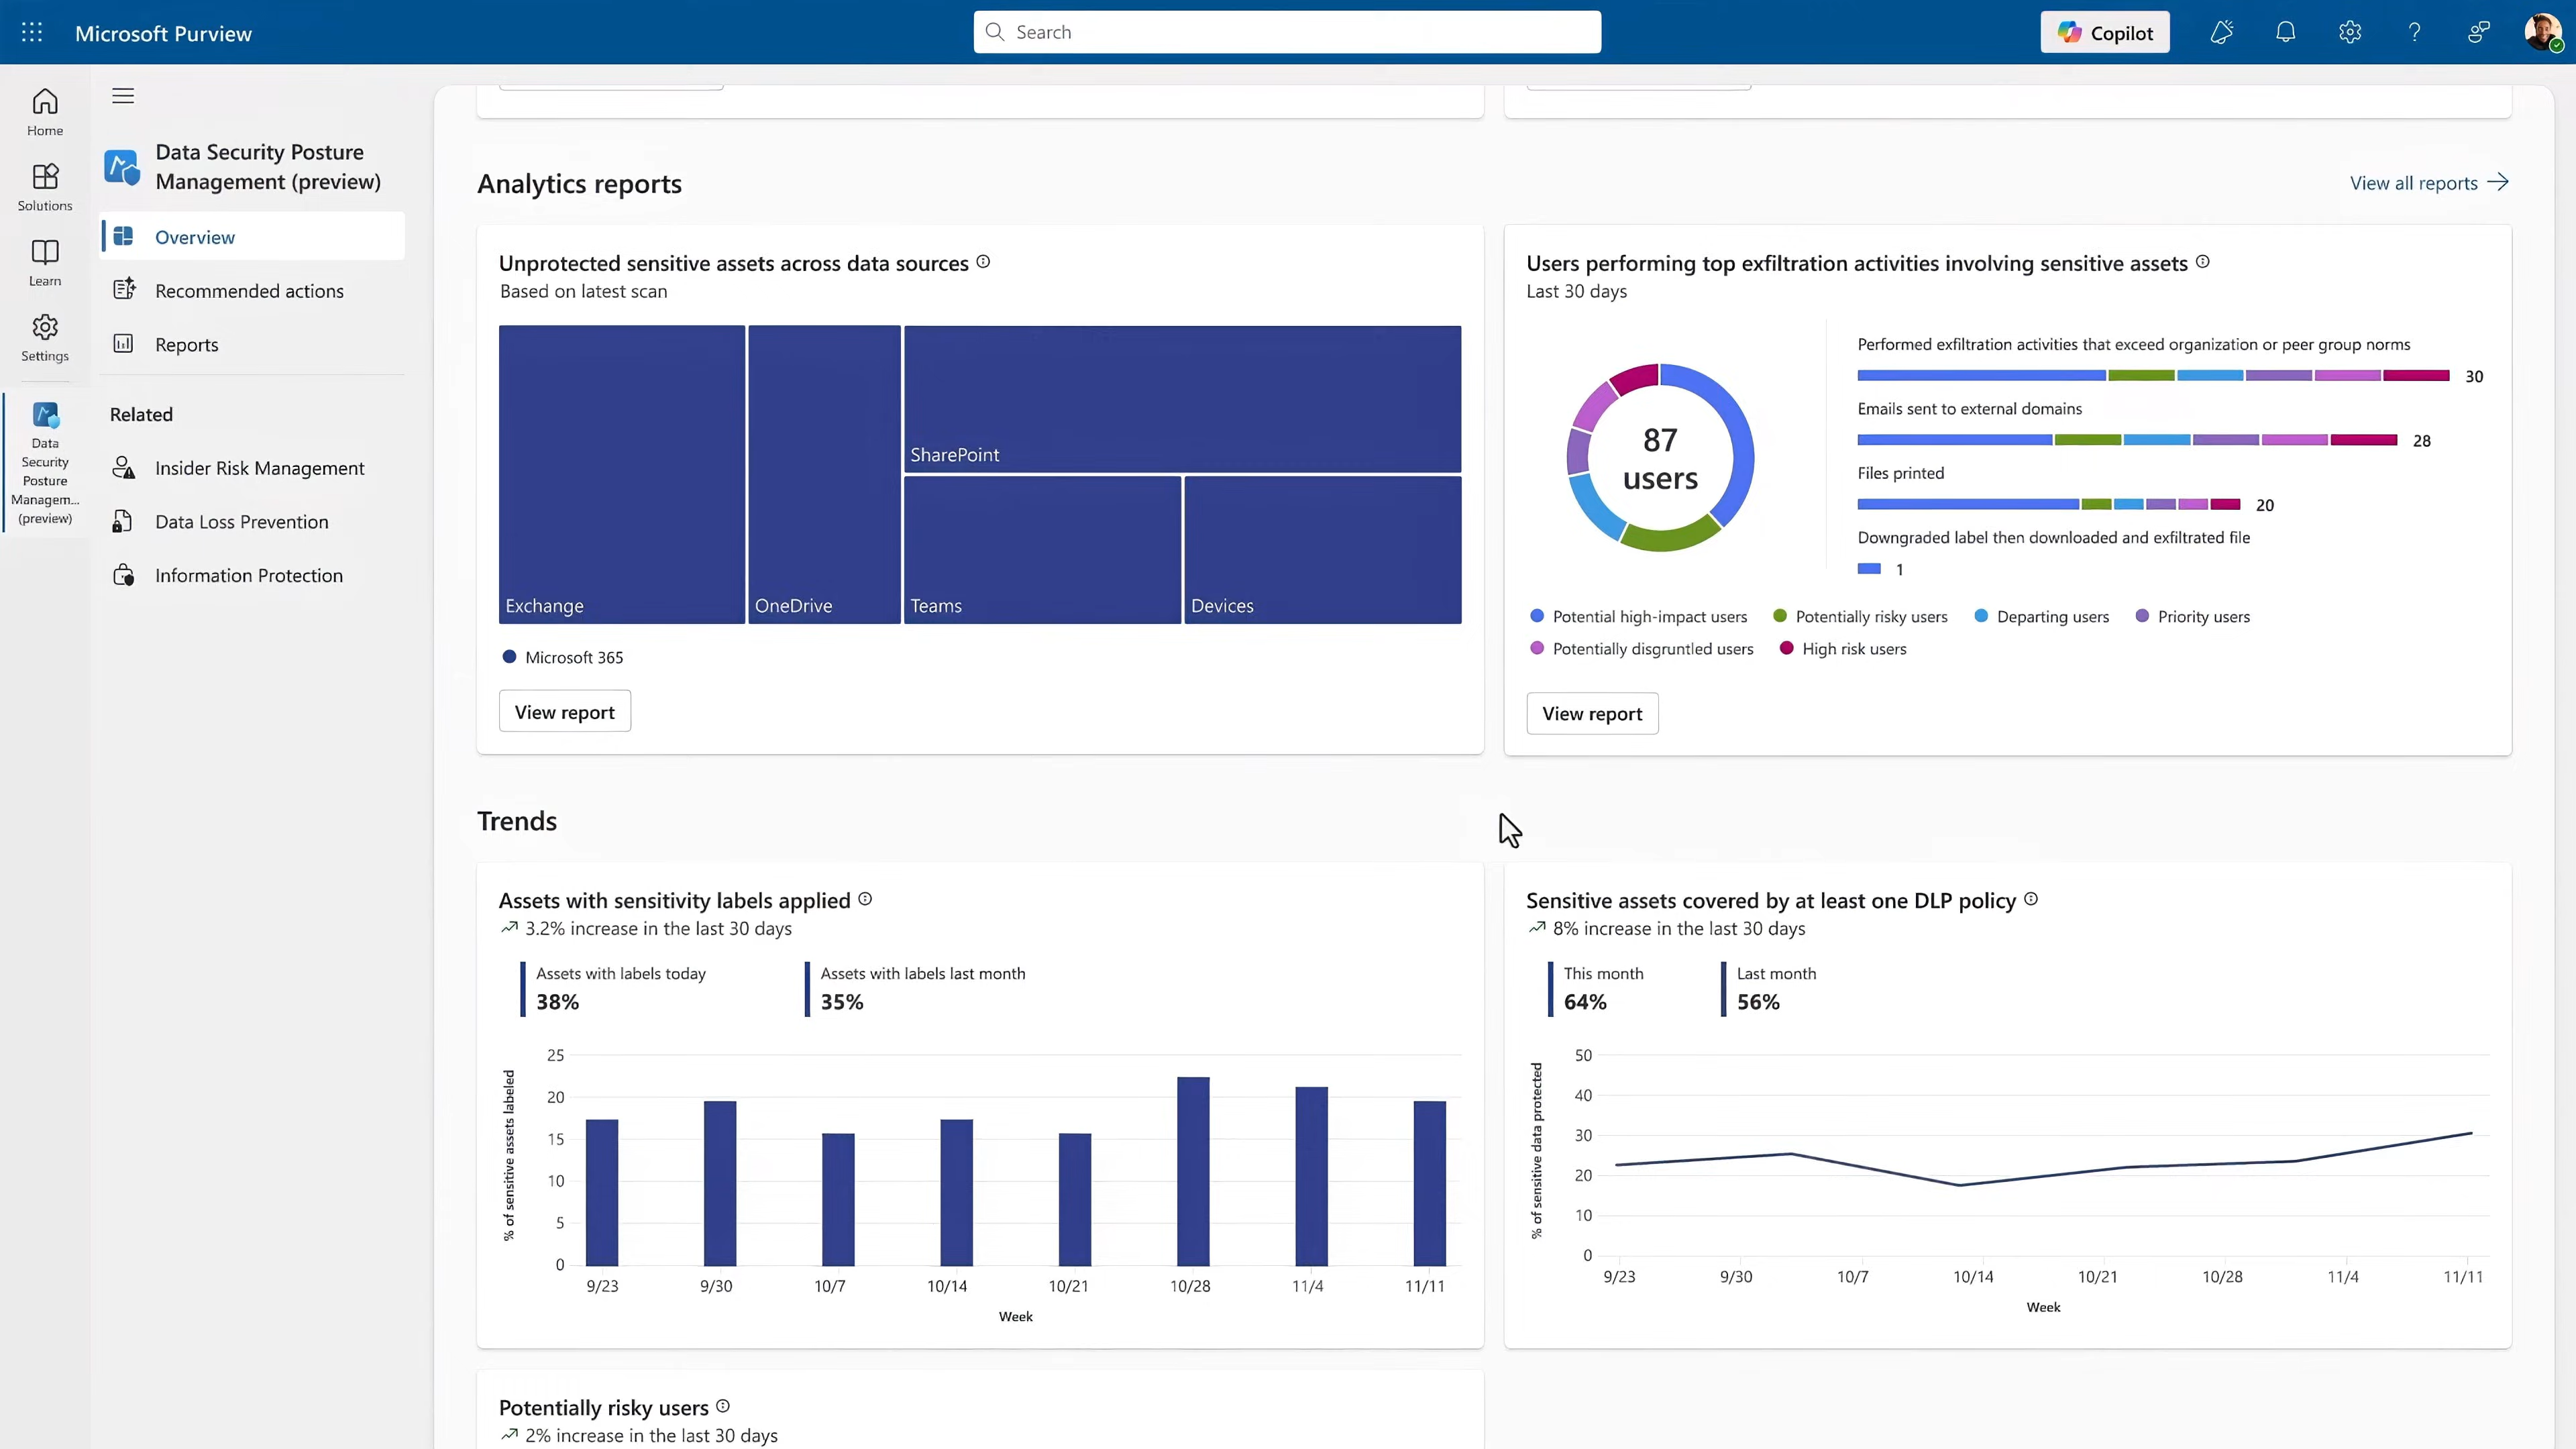 Microsoft Purview
Search
Copilot
Home
Solutions
Learn
Settings
Data
Security
Posture
Managem...
(preview)
Data Security Posture
Management (preview)
Overview
Recommended actions
Reports
Related
Insider Risk Management
Data Loss Prevention
Information Protection
Analytics reports
View all reports
Unprotected sensitive assets across data sources
Based on latest scan
Exchange
OneDrive
SharePoint
Teams
Devices
Microsoft 365
View report
Users performing top exfiltration activities involving sensitive assets
Last 30 days
87
users
Performed exfiltration activities that exceed organization or peer group norms
30
Emails sent to external domains
28
Files printed
20
Downgraded label then downloaded and exfiltrated file
1
Potential high-impact users
Potentially risky users
Departing users
Priority users
Potentially disgruntled users
High risk users
View report
Trends
Assets with sensitivity labels applied
3.2% increase in the last 30 days
Assets with labels today
38%
Assets with labels last month
35%
% of sensitive assets labeled
25
20
15
10
5
0
9/23 9/30 10/7 10/14 10/21 10/28 11/4 11/11
Week
Sensitive assets covered by at least one DLP policy
8% increase in the last 30 days
This month
64%
Last month
56%
% of sensitive data protected
50
40
30
20
10
0
9/23 9/30 10/7 10/14 10/21 10/28 11/4 11/11
Week
Potentially risky users
2% increase in the last 30 days